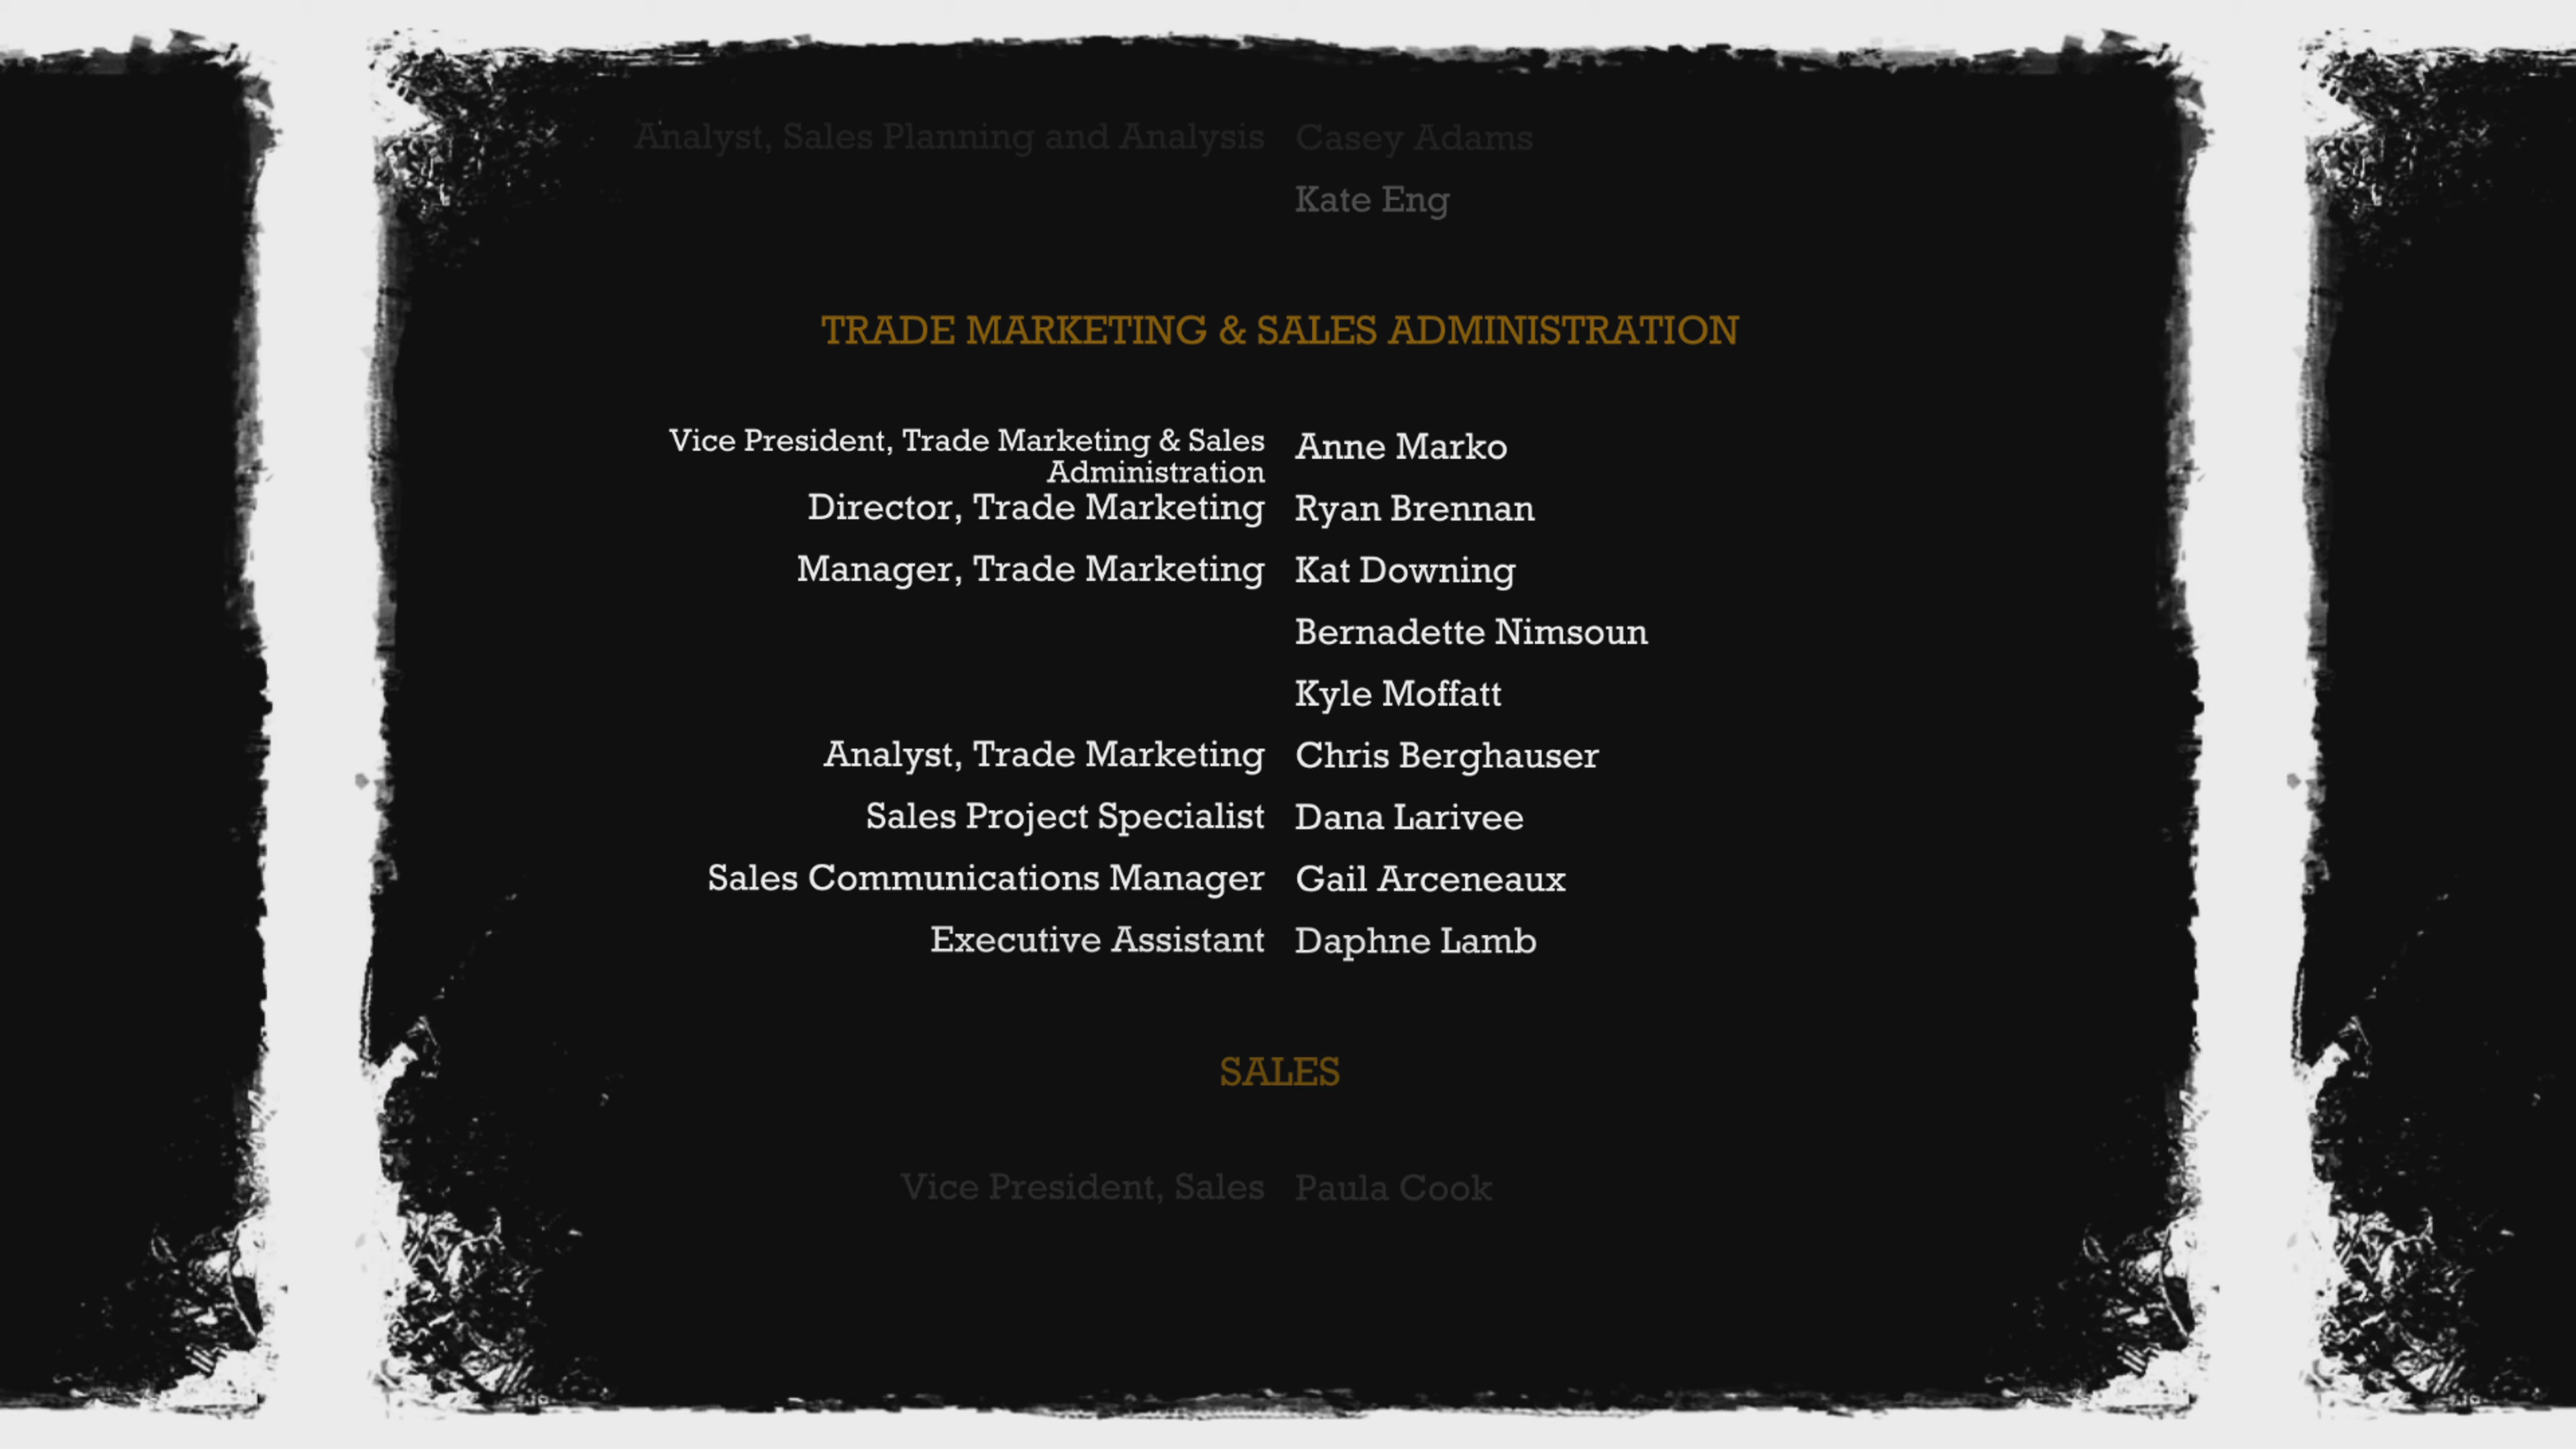 Analyst, Sales Planning and Analysis Casey Adams
Kate Eng
TRADE MARKETING & SALES ADMINISTRATION
Vice President, Trade Marketing & Sales Administration Anne Marko
Director, Trade Marketing Ryan Brennan
Manager, Trade Marketing Kat Downing
Bernadette Nimsoun
Kyle Moffatt
Analyst, Trade Marketing Chris Berghauser
Sales Project Specialist Dana Larivee
Sales Communications Manager Gail Arceneaux
Executive Assistant Daphne Lamb
SALES
Vice President, Sales Paula Cook